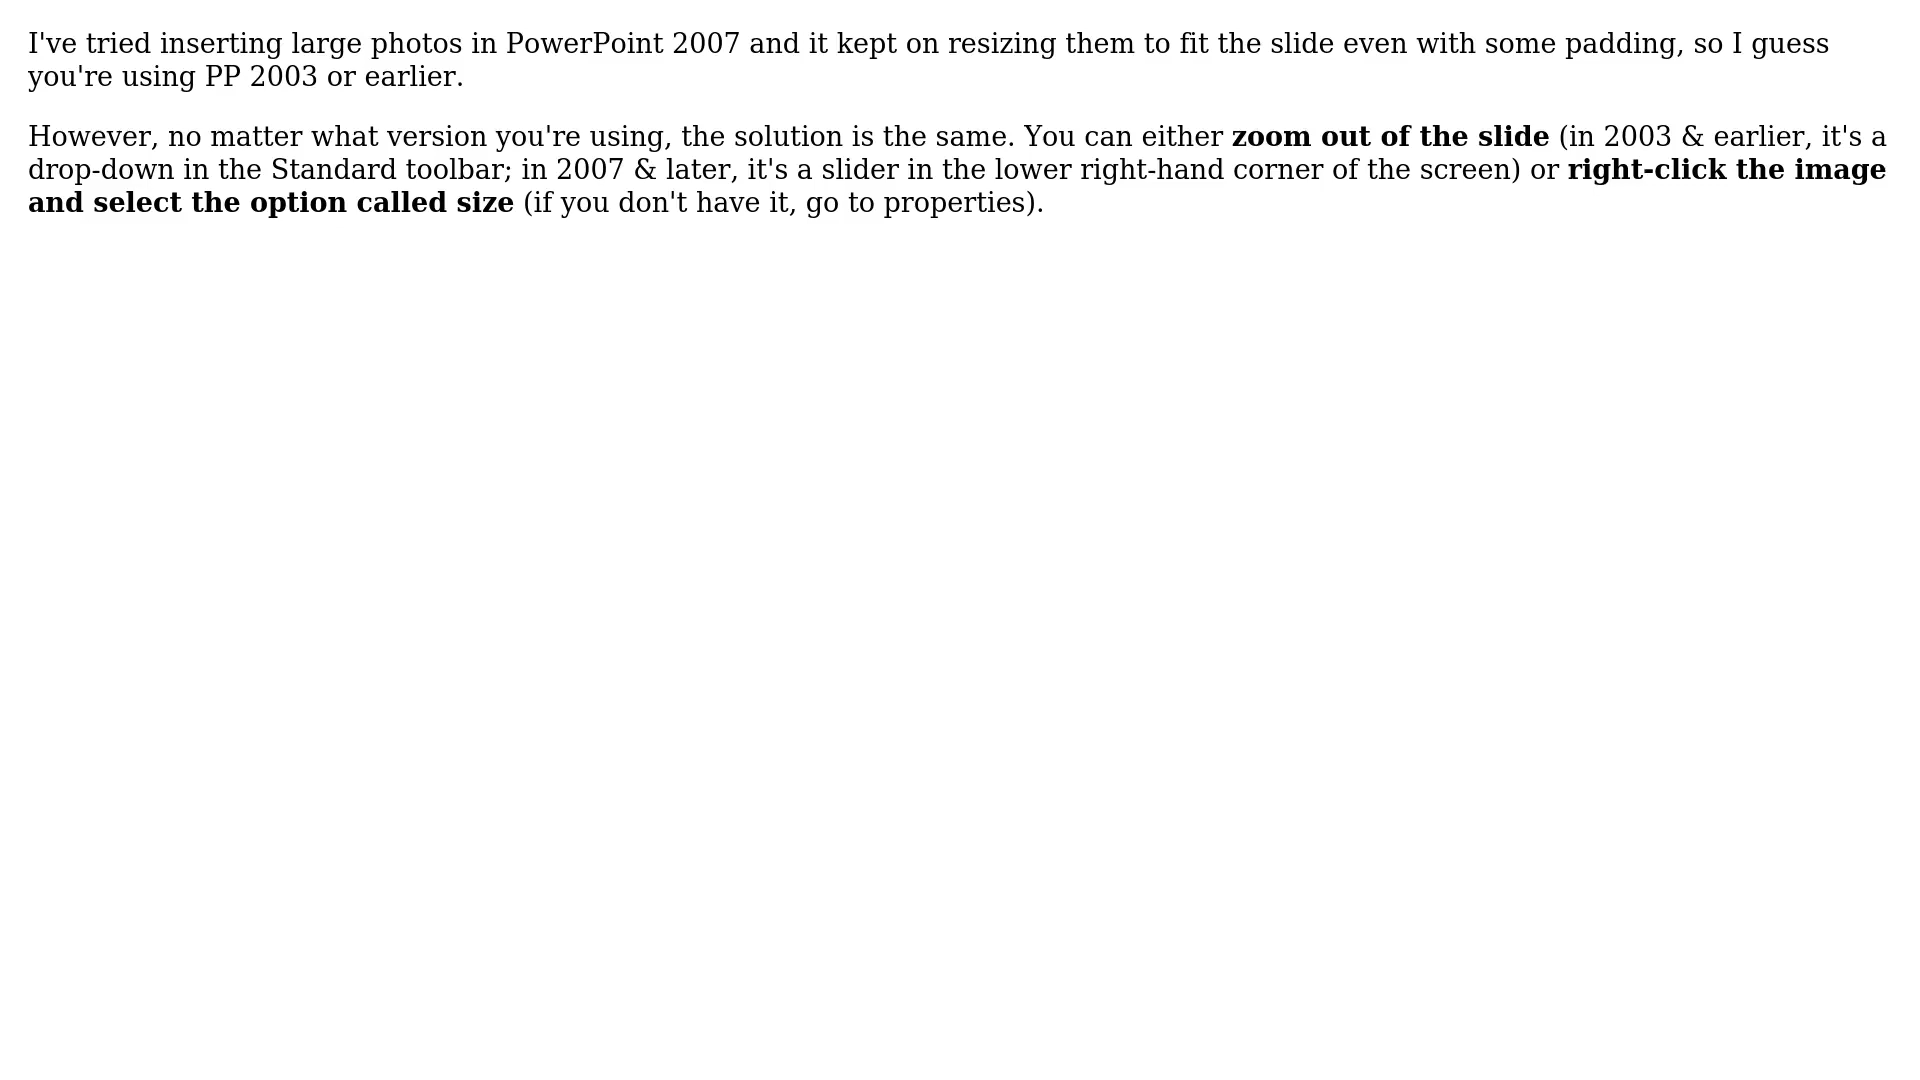 I've tried inserting large photos in PowerPoint 2007 and it kept on resizing them to fit the slide even with some padding, so I guess
you're using PP 2003 or earlier.
However, no matter what version you're using, the solution is the same. You can either zoom out of the slide (in 2003 & earlier, it's a
drop-down in the Standard toolbar; in 2007 & later, it's a slider in the lower right-hand corner of the screen) or right-click the image
and select the option called size (if you don't have it, go to properties).